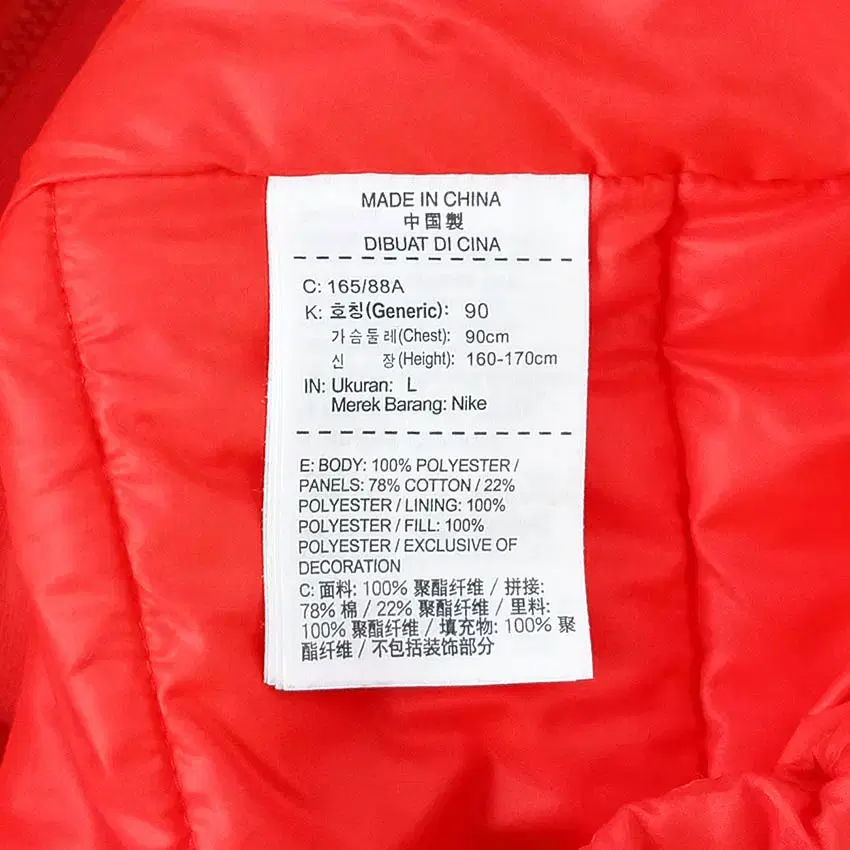 MADE IN CHINA
中国製
DIBUAT DI CINA
C: 165/88A
K: 호칭(Generic): 90
가슴둘레(Chest): 90cm
신 장(Height): 160-170cm
IN: Ukuran: L
Merek Barang: Nike
E: BODY: 100% POLYESTER /
PANELS: 78% COTTON / 22%
POLYESTER / LINING: 100%
POLYESTER / FILL: 100%
POLYESTER / EXCLUSIVE OF
DECORATION
C: 面料: 100% 聚酯纤维 / 拼接:
78% 棉 / 22% 聚酯纤维 / 里料:
100% 聚酯纤维 / 填充物: 100% 聚
酯纤维 / 不包括装饰部分